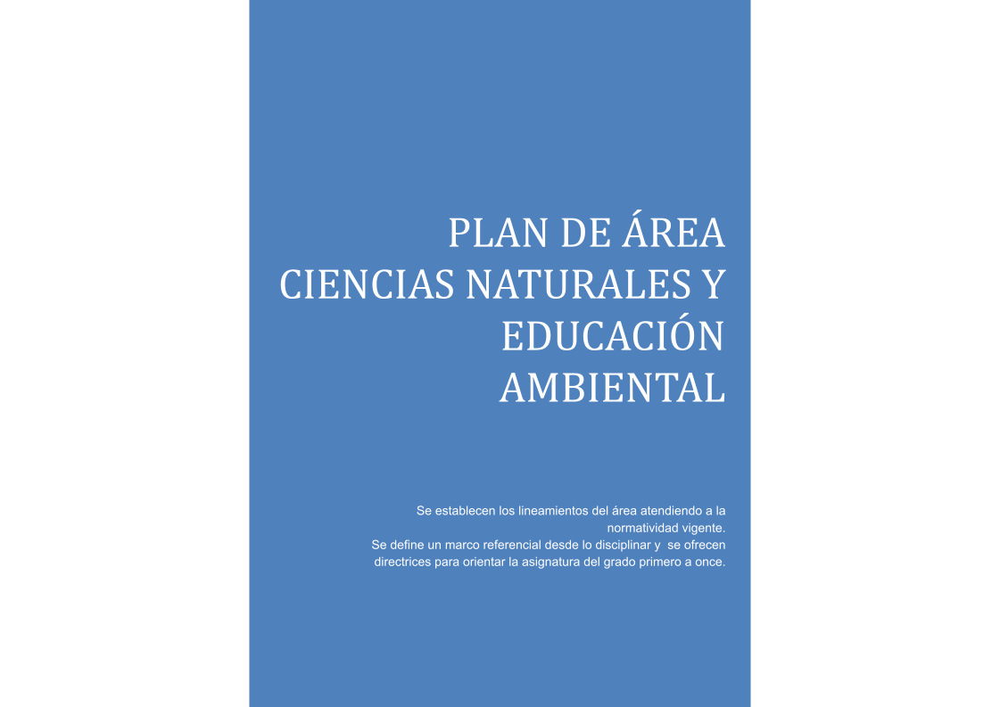 PLAN DE ÁREA
CIENCIAS NATURALES Y
EDUCACIÓN
AMBIENTAL
Se establecen los lineamientos del área atendiendo a la
normatividad vigente.
Se define un marco referencial desde lo disciplinar y  se ofrecen
directrices para orientar la asignatura del grado primero a once.